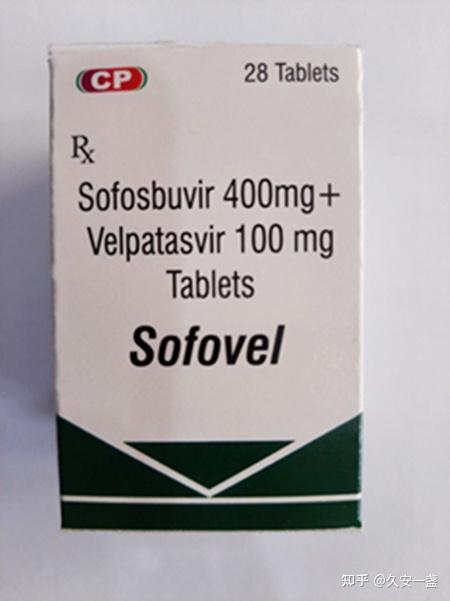 CP
28 Tablets
Rx
Sofosbuvir 400mg+
Velpatasvir 100 mg
Tablets
Sofovel
知乎 @久安一盏